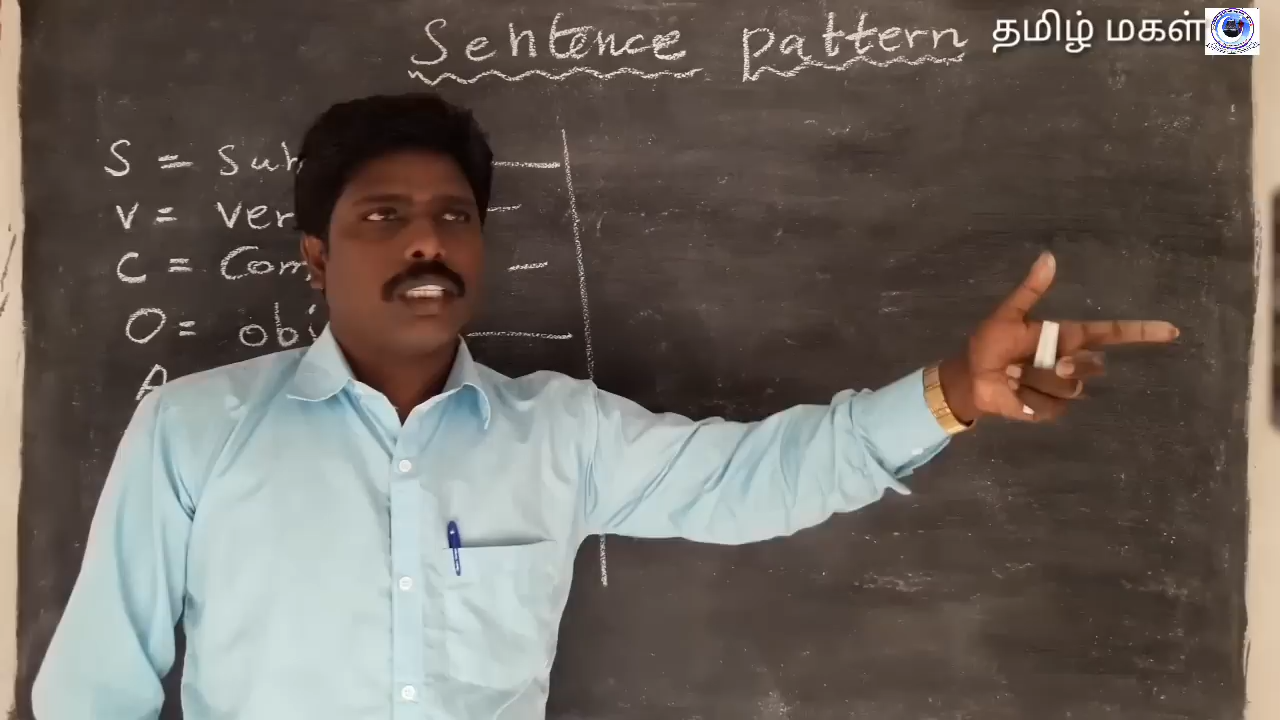 Sentence pattern
தமிழ் மகள்
S = Sub
V = Ver
C = Com
O = obj
A